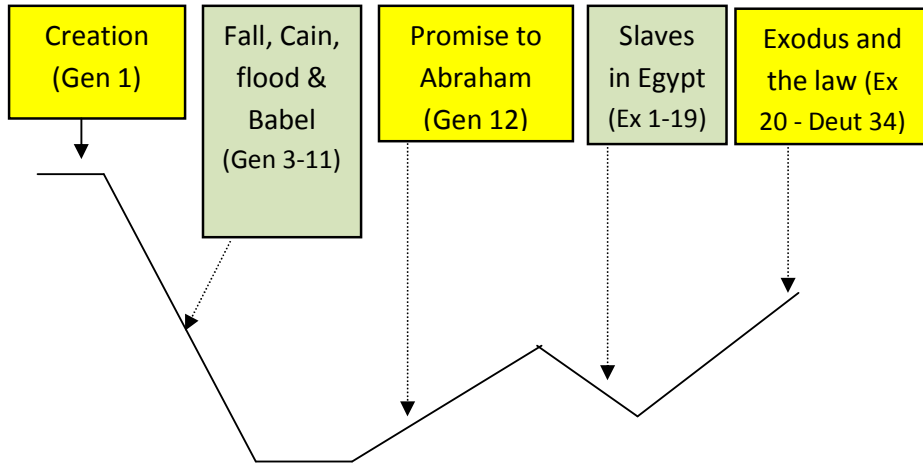 Creation
(Gen 1)
Fall, Cain,
flood &
Babel
(Gen 3-11)
Promise to
Abraham
(Gen 12)
Slaves
in Egypt
(Ex 1-19)
Exodus and
the law (Ex
20 - Deut 34)